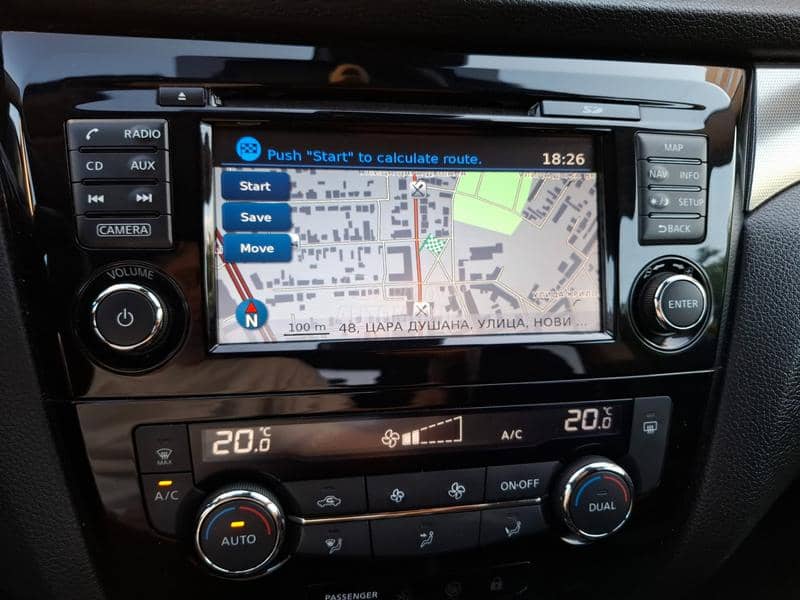 RADIO
CD AUX
CAMERA
VOLUME
Push "Start" to calculate route. 18:26
Start
Save
Move
N
100 m 48, ЦАРА ДУШАНА, УЛИЦА, НОВИ ...
MAP
NAV INFO
SETUP
BACK
ENTER
20.0 °C
A/C
20.0 °C
MAX
A/C
AUTO
ON·OFF
DUAL
PASSENGER